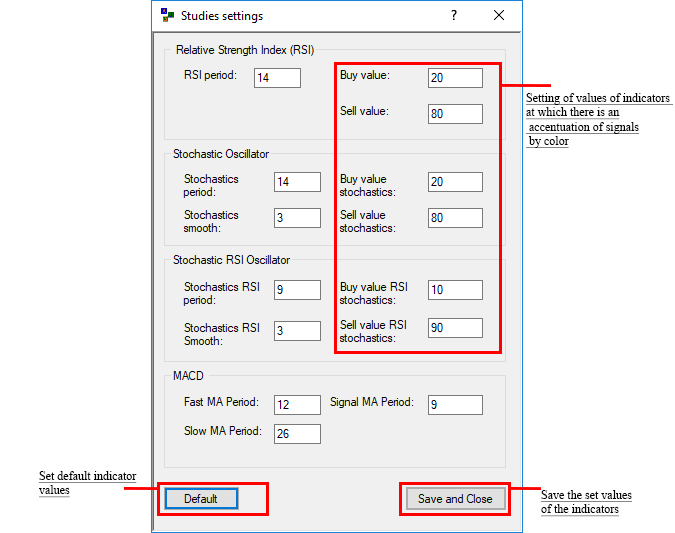 Studies settings
?
Relative Strength Index (RSI)
RSI period:
14
Buy value:
20
Sell value:
80
Stochastic Oscillator
Stochastics
period:
14
Buy value
stochastics:
20
Stochastics
smooth:
3
Sell value
stochastics:
80
Stochastic RSI Oscillator
Stochastics RSI
period:
9
Buy value RSI
stochastics:
10
Stochastics RSI
Smooth:
3
Sell value RSI
stochastics:
90
MACD
Fast MA Period:
12
Signal MA Period:
9
Slow MA Period:
26
Default
Save and Close
Setting of values of indicators
at which there is an
accentuation of signals
by color
Set default indicator
values
Save the set values
of the indicators